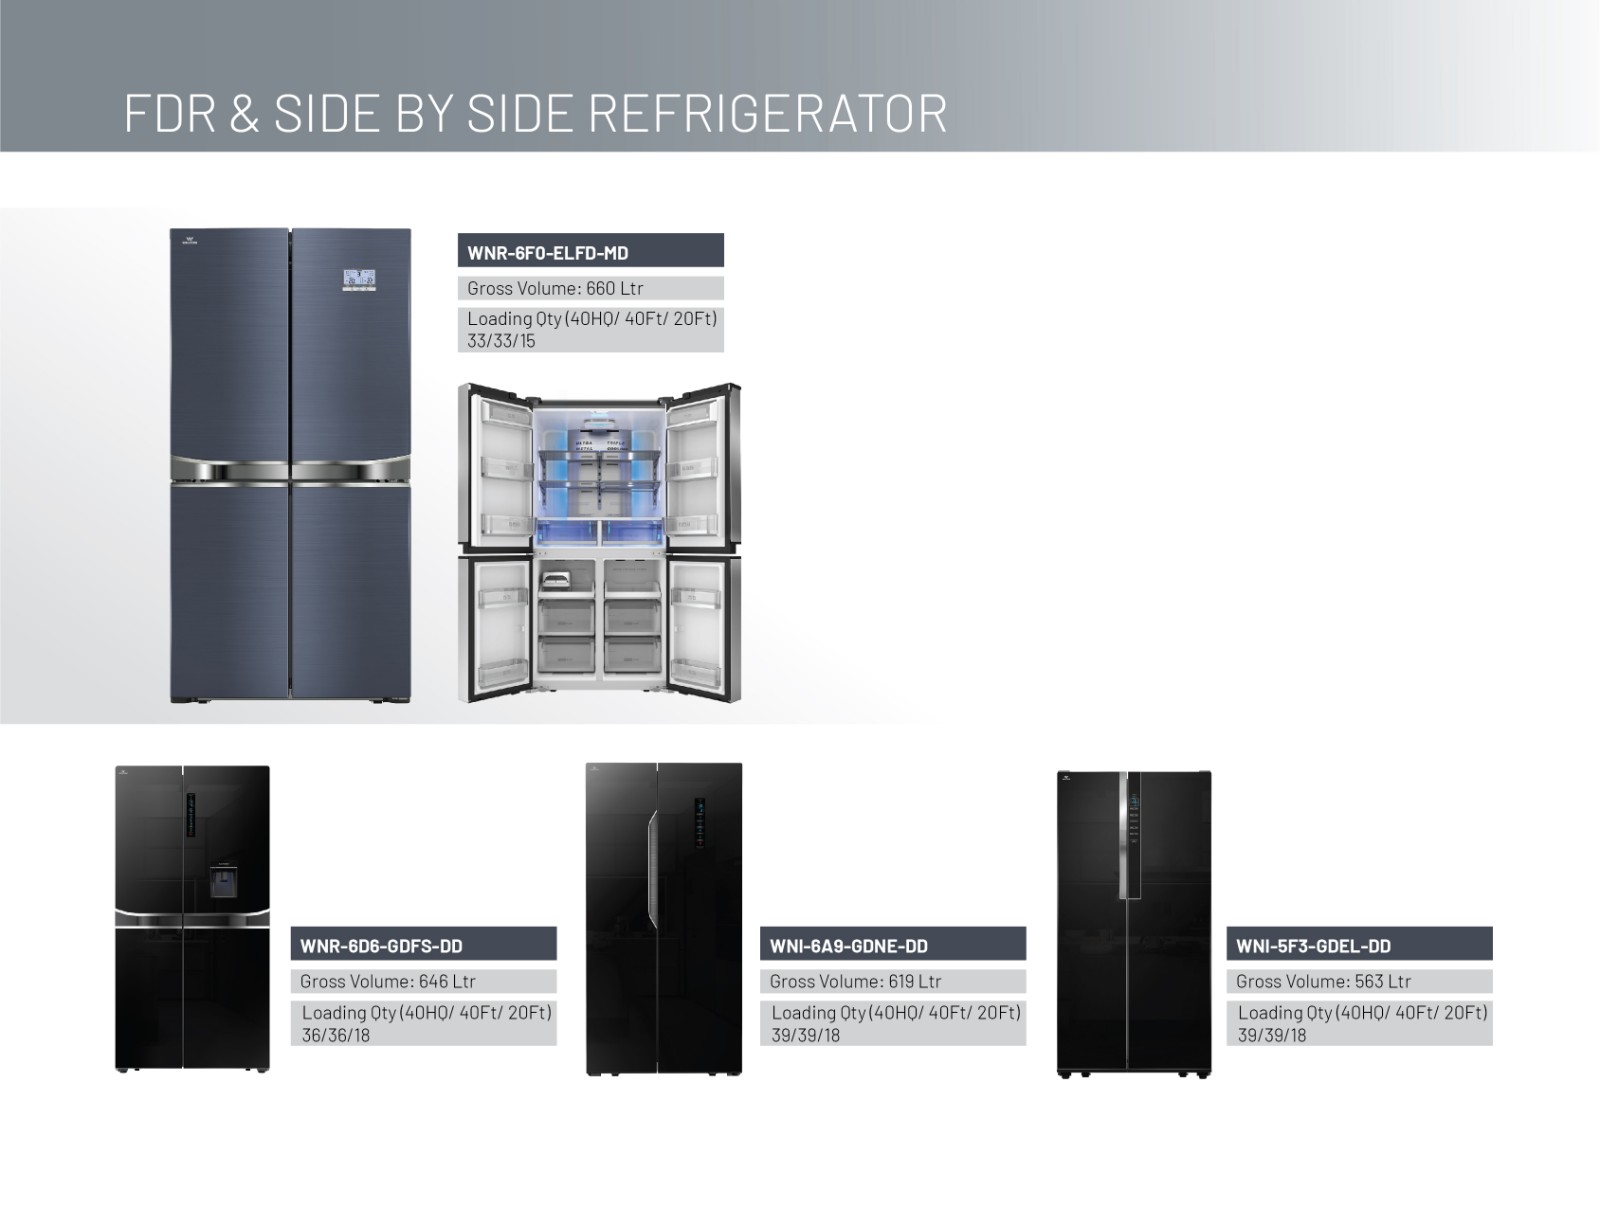 FDR & SIDE BY SIDE REFRIGERATOR
WNR-6F0-ELFD-MD
Gross Volume: 660 Ltr
Loading Qty (40HQ/ 40Ft/ 20Ft)
33/33/15
WNR-6D6-GDFS-DD
Gross Volume: 646 Ltr
Loading Qty (40HQ/ 40Ft/ 20Ft)
36/36/18
WNI-6A9-GDNE-DD
Gross Volume: 619 Ltr
Loading Qty (40HQ/ 40Ft/ 20Ft)
39/39/18
WNI-5F3-GDEL-DD
Gross Volume: 563 Ltr
Loading Qty (40HQ/ 40Ft/ 20Ft)
39/39/18